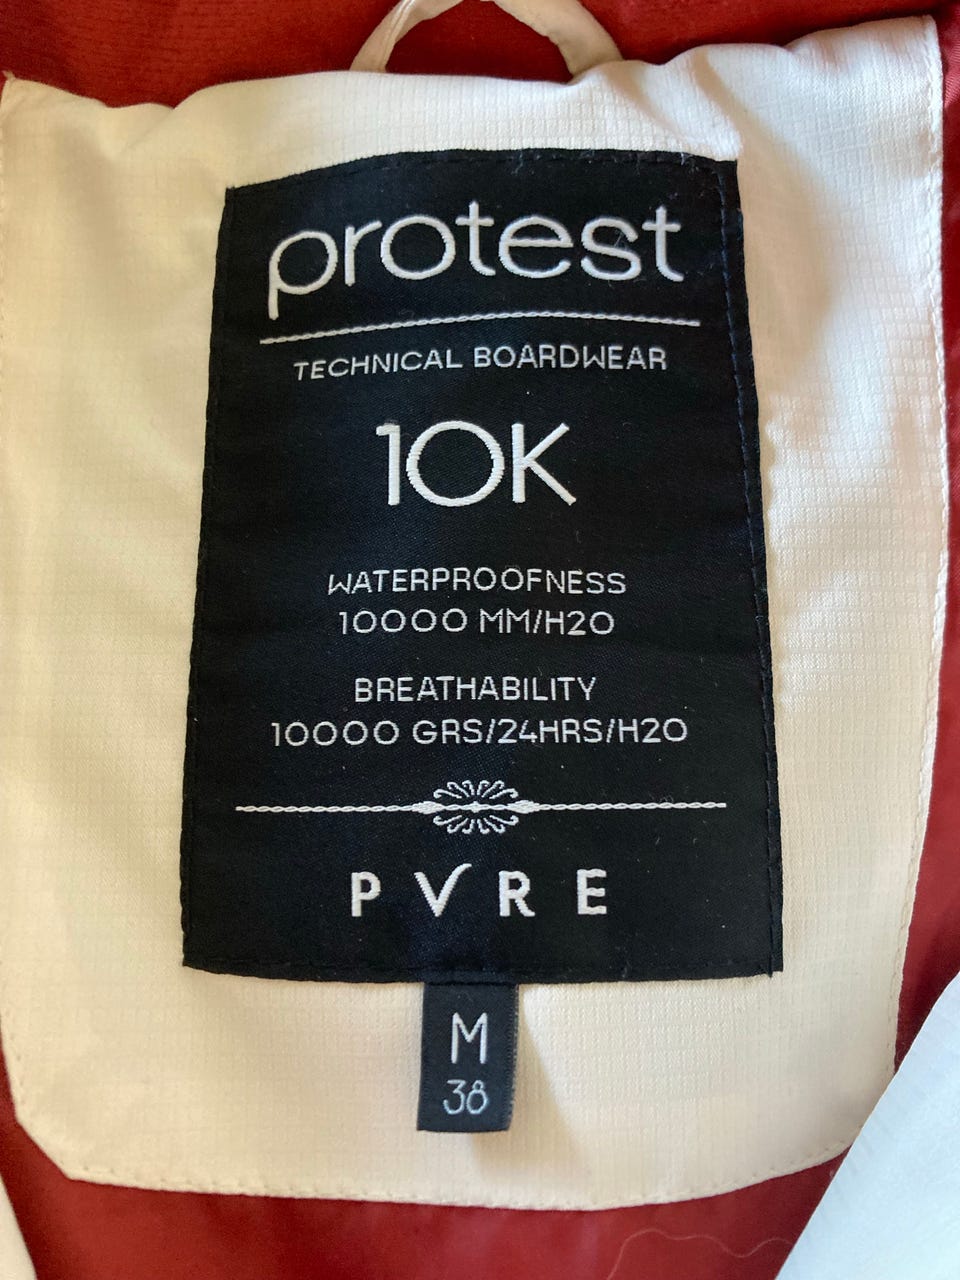 protest
TECHNICAL BOARDWEAR
10K
WATERPROOFNESS
10000 MM/H2O
BREATHABILITY
10000 GRS/24HRS/H2O
PVRE
M
38